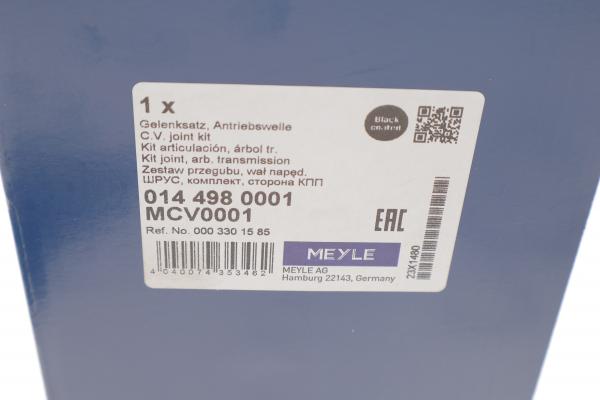 1 x
Gelenksatz, Antriebswelle
C.V. joint kit
Kit articulación, árbol tr.
Kit joint, arb. transmission
Zestaw przegubu, wał napęd.
ШРУС, комплект, сторона КПП
014 498 0001
MCV0001
Ref. No. 000 330 15 85
4 040074 353462
Black
coated
EAC
MEYLE
MEYLE AG
Hamburg 22143, Germany
23X1480